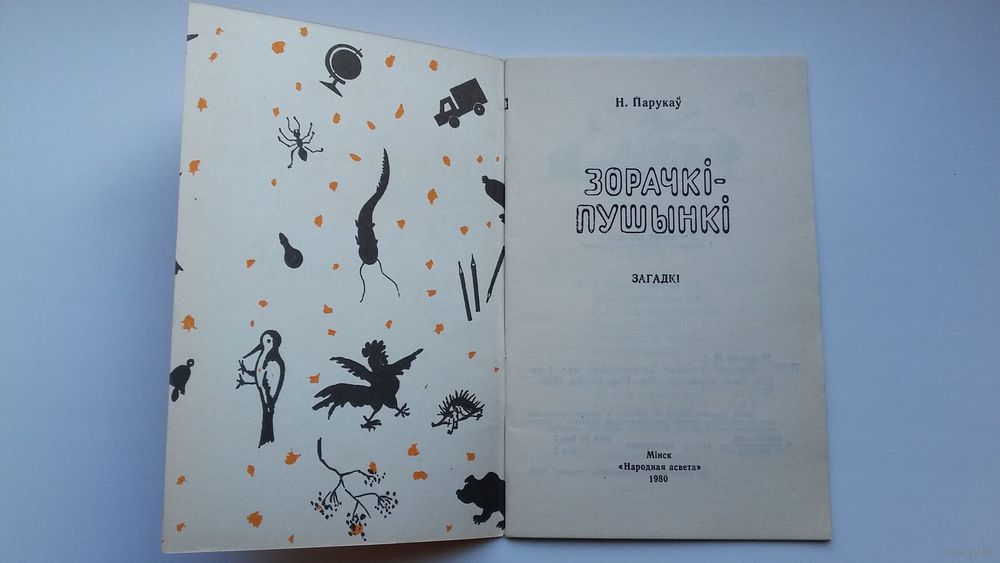 Н. Парукаў
ЗОРАЧКІ-
ПУШЫНКІ
ЗАГАДКІ
Мінск
«Народная асвета»
1980